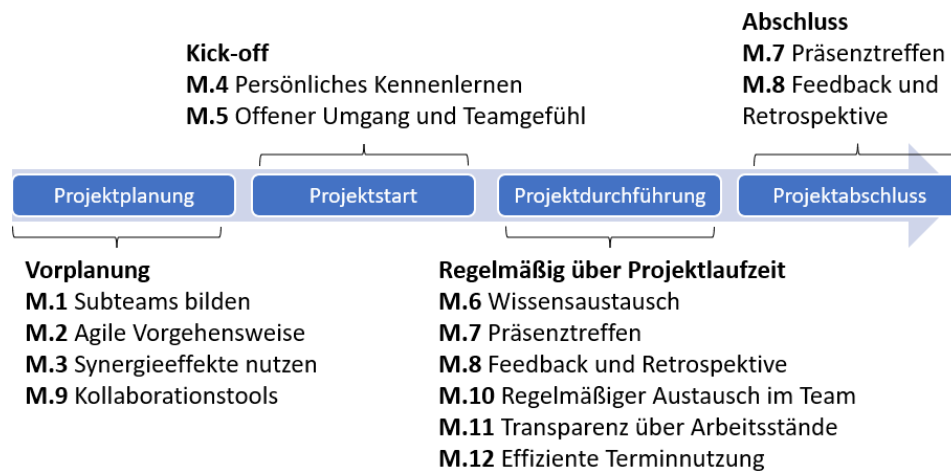 Kick-off
M.4 Persönliches Kennenlernen
M.5 Offener Umgang und Teamgefühl
Abschluss
M.7 Präsenztreffen
M.8 Feedback und
Retrospektive
Projektplanung
Projektstart
Projektdurchführung
Projektabschluss
Vorplanung
M.1 Subteams bilden
M.2 Agile Vorgehensweise
M.3 Synergieeffekte nutzen
M.9 Kollaborationstools
Regelmäßig über Projektlaufzeit
M.6 Wissensaustausch
M.7 Präsenztreffen
M.8 Feedback und Retrospektive
M.10 Regelmäßiger Austausch im Team
M.11 Transparenz über Arbeitsstände
M.12 Effiziente Terminnutzung